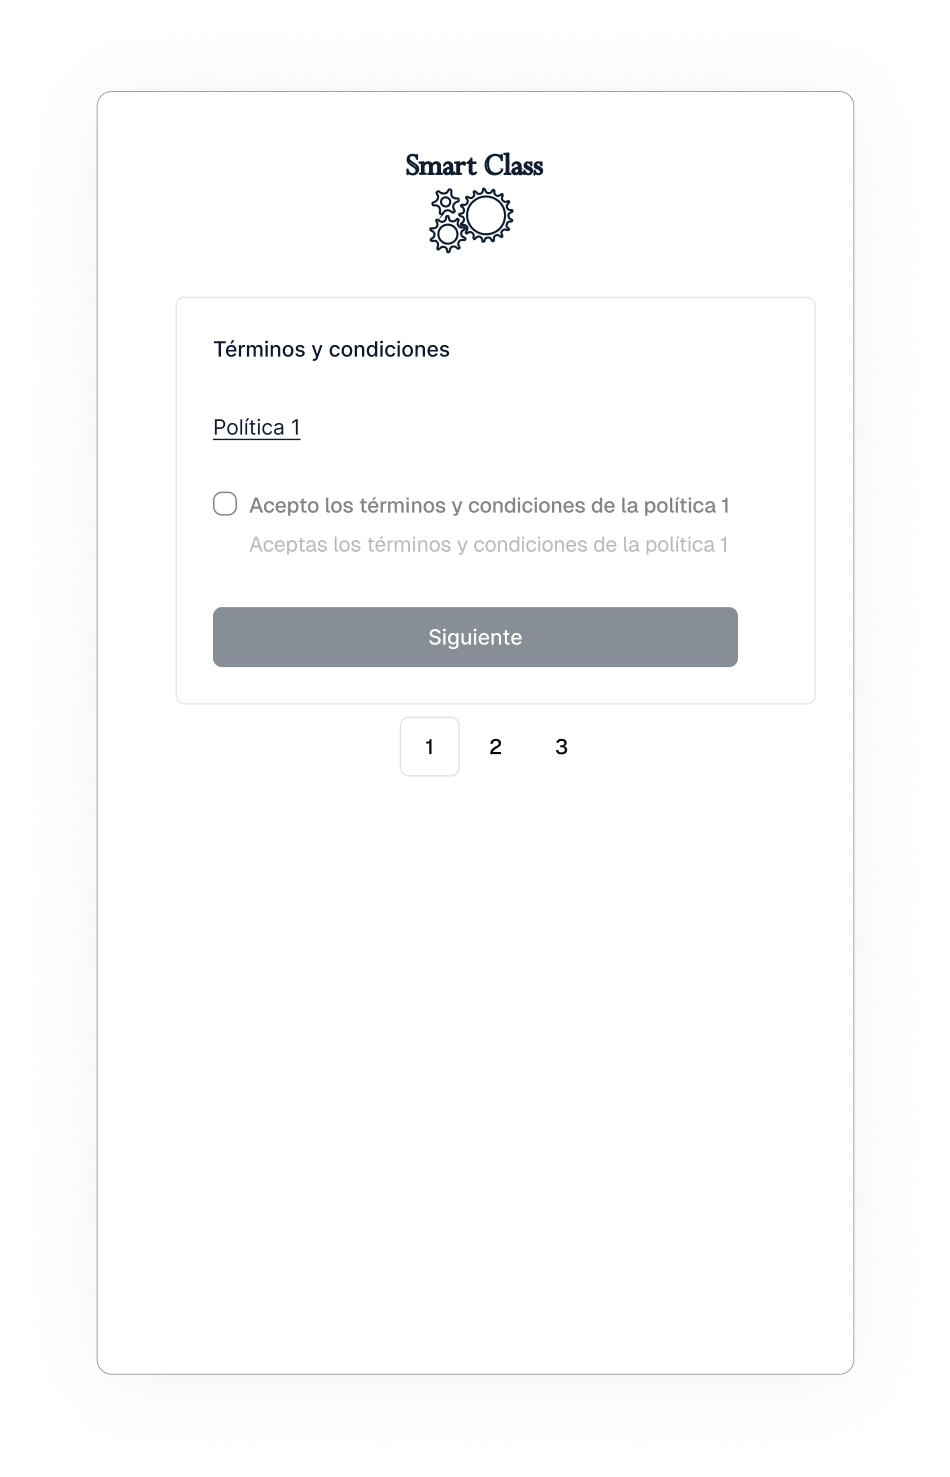 Smart Class
Términos y condiciones
Política 1
Acepto los términos y condiciones de la política 1
Aceptas los términos y condiciones de la política 1
Siguiente
1 2 3